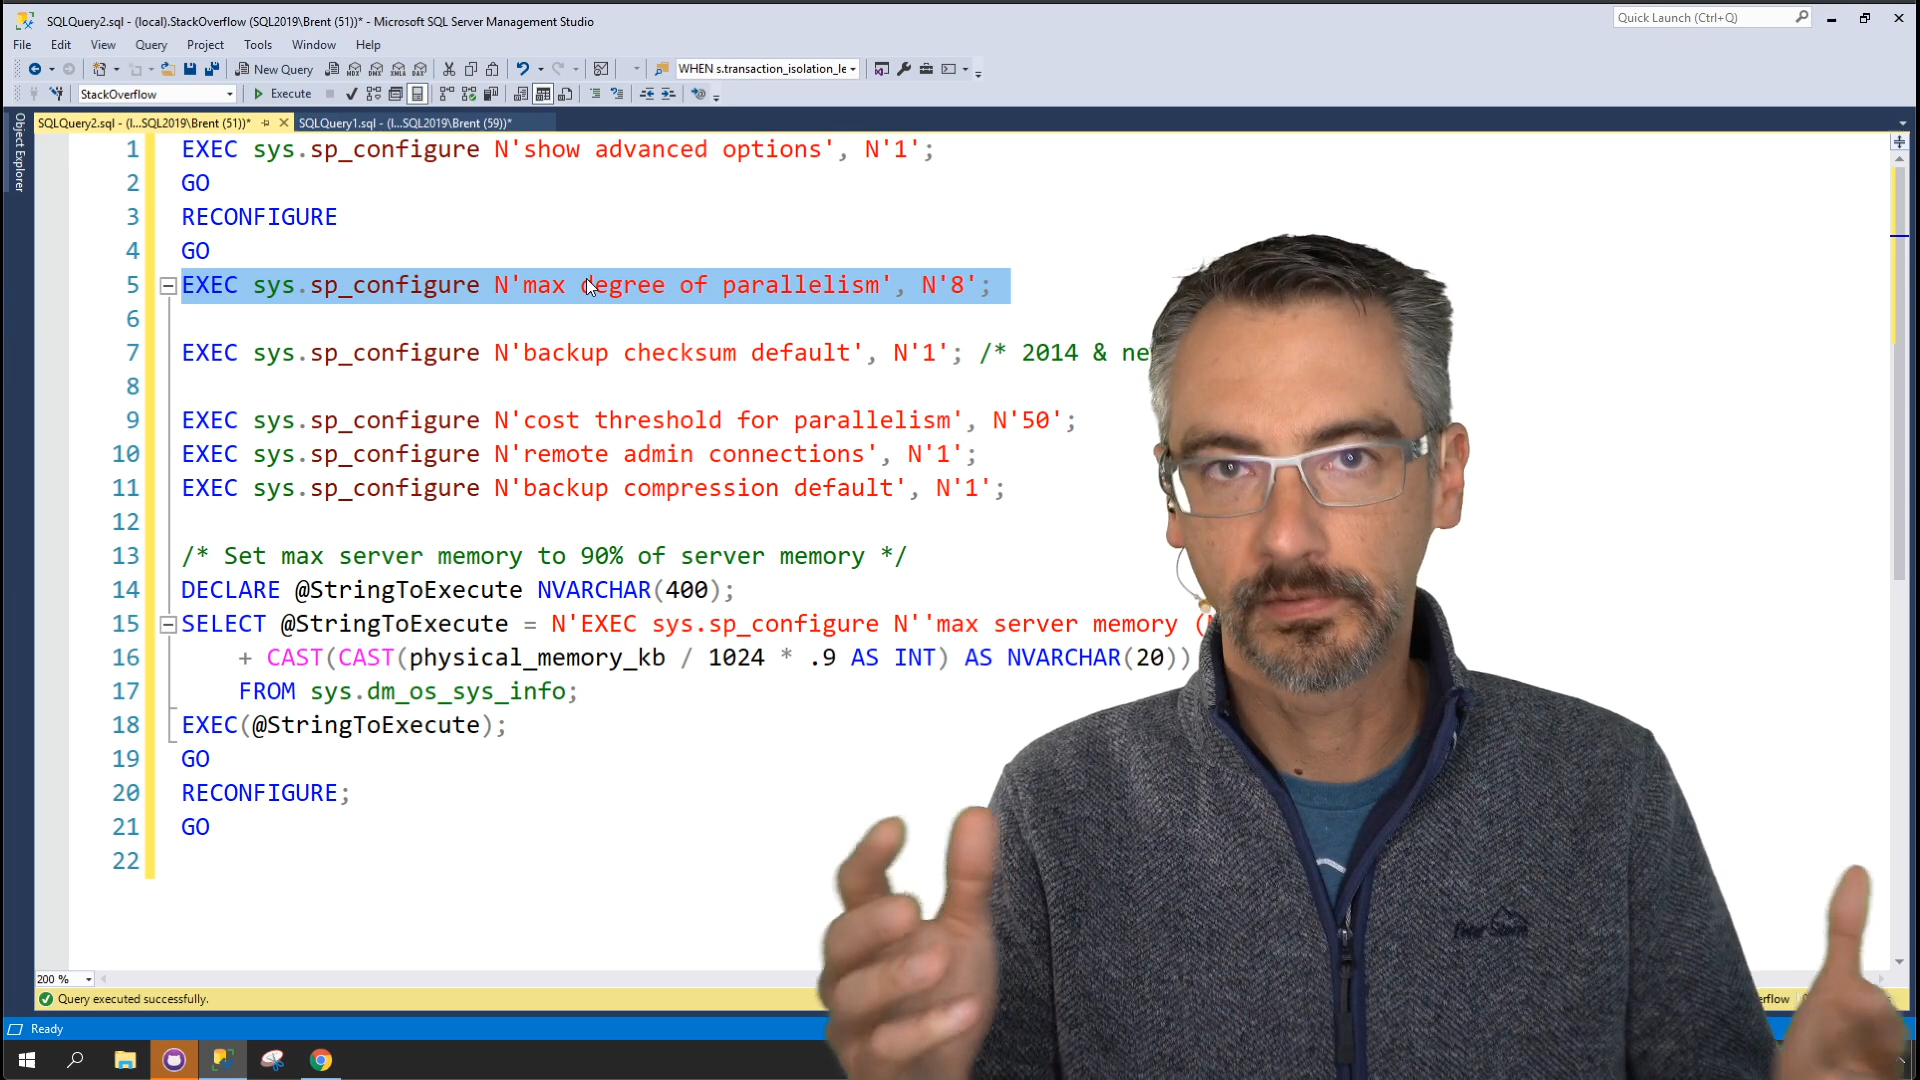 SQLQuery2.sql - (local).StackOverflow (SQL2019\Brent (51))* - Microsoft SQL Server Management Studio
Quick Launch (Ctrl+Q)
File Edit View Query Project Tools Window Help
New Query
WHEN s.transaction_isolation_le
StackOverflow
Execute
Object Explorer
SQLQuery2.sql - (l...SQL2019\Brent (51))*
SQLQuery1.sql - (l...SQL2019\Brent (59))*
1 EXEC sys.sp_configure N'show advanced options', N'1';
2 GO
3 RECONFIGURE
4 GO
5 EXEC sys.sp_configure N'max degree of parallelism', N'8';
6
7 EXEC sys.sp_configure N'backup checksum default', N'1'; /* 2014 & ne
8
9 EXEC sys.sp_configure N'cost threshold for parallelism', N'50';
10 EXEC sys.sp_configure N'remote admin connections', N'1';
11 EXEC sys.sp_configure N'backup compression default', N'1';
12
13 /* Set max server memory to 90% of server memory */
14 DECLARE @StringToExecute NVARCHAR(400);
15 SELECT @StringToExecute = N'EXEC sys.sp_configure N''max server memory (
16 + CAST(CAST(physical_memory_kb / 1024 * .9 AS INT) AS NVARCHAR(20))
17 FROM sys.dm_os_sys_info;
18 EXEC(@StringToExecute);
19 GO
20 RECONFIGURE;
21 GO
22
200 %
Query executed successfully.
erflow
Ready